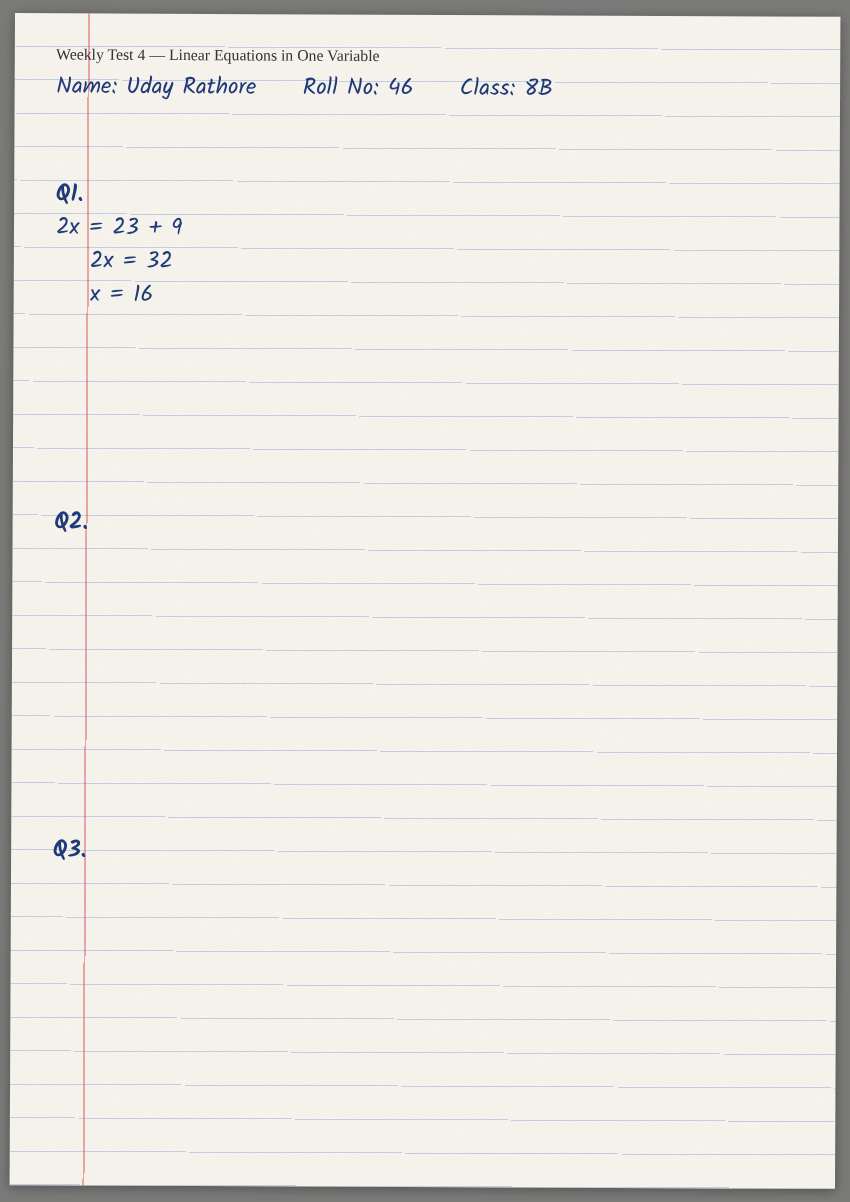 Weekly Test 4 — Linear Equations in One Variable
Name: Uday Rathore Roll No: 46 Class: 8B
Q1.
2x = 23 + 9
2x = 32
x = 16
Q2.
Q3.